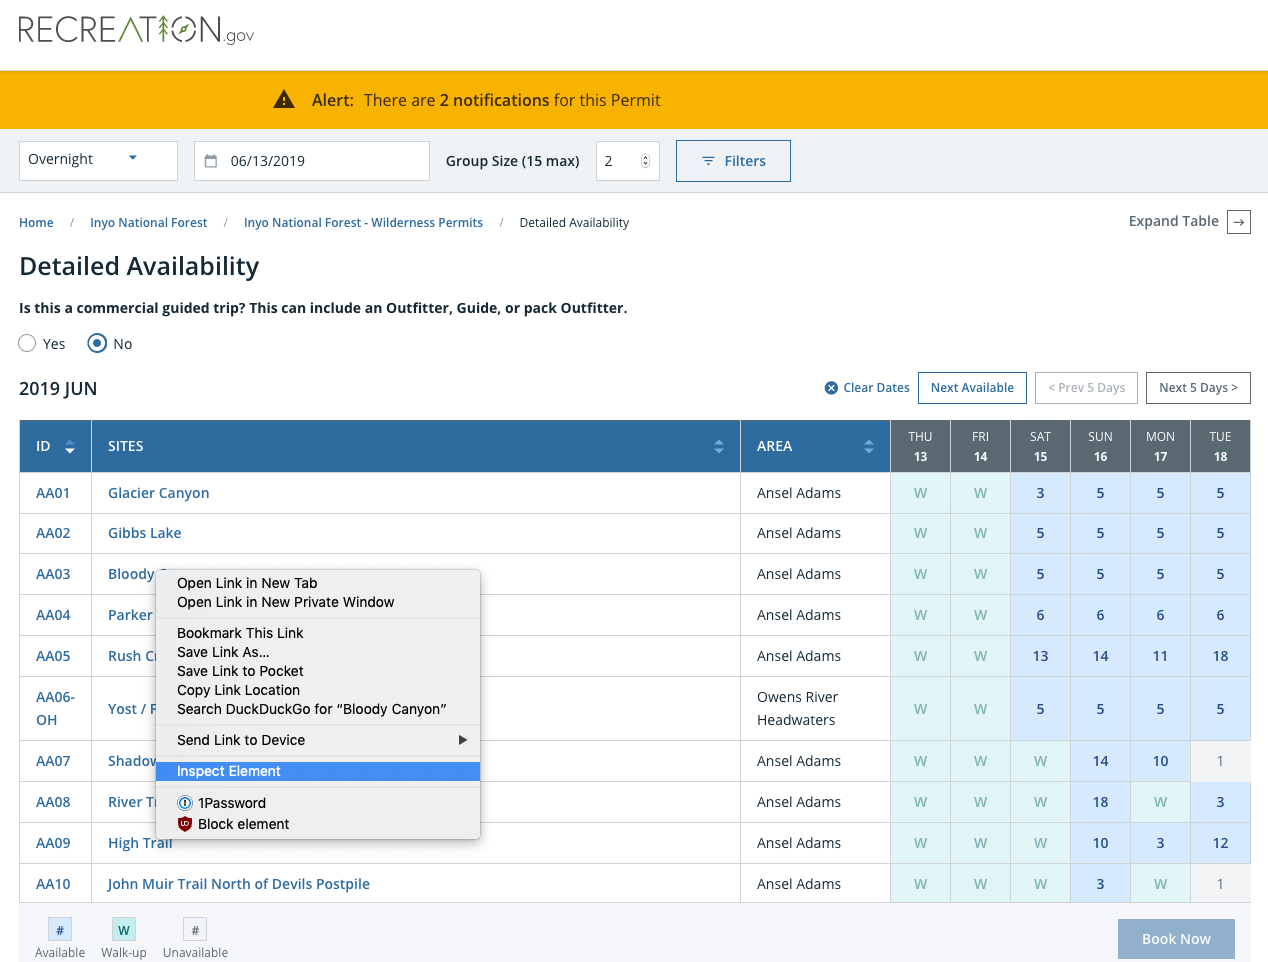 RECREATION.gov
Alert: There are 2 notifications for this Permit
Overnight 06/13/2019 Group Size (15 max) 2 Filters
Home / Inyo National Forest / Inyo National Forest - Wilderness Permits / Detailed Availability Expand Table →
Detailed Availability
Is this a commercial guided trip? This can include an Outfitter, Guide, or pack Outfitter.
Yes No
2019 JUN Clear Dates Next Available < Prev 5 Days Next 5 Days >
ID SITES AREA THU 13 FRI 14 SAT 15 SUN 16 MON 17 TUE 18
AA01 Glacier Canyon Ansel Adams W W 3 5 5 5
AA02 Gibbs Lake Ansel Adams W W 5 5 5 5
AA03 Bloody Ansel Adams W W 5 5 5 5
AA04 Parker Ansel Adams W W 6 6 6 6
AA05 Rush Ansel Adams W W 13 14 11 18
AA06-OH Yost / Owens River Headwaters W W 5 5 5 5
AA07 Shadow Ansel Adams W W W 14 10 1
AA08 River Ansel Adams W W W 18 W 3
AA09 High Trail Ansel Adams W W W 10 3 12
AA10 John Muir Trail North of Devils Postpile Ansel Adams W W W 3 W 1
Open Link in New Tab
Open Link in New Private Window
Bookmark This Link
Save Link As...
Save Link to Pocket
Copy Link Location
Search DuckDuckGo for “Bloody Canyon”
Send Link to Device
Inspect Element
1Password
Block element
# W #
Available Walk-up Unavailable
Book Now